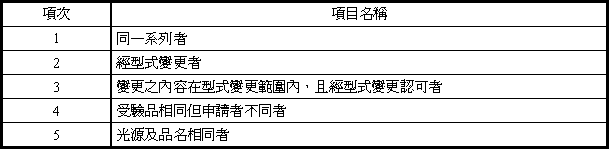 項次 項目名稱
1 同一系列者
2 經型式變更者
3 變更之內容在型式變更範圍內，且經型式變更認可者
4 受驗品相同但申請者不同者
5 光源及品名相同者